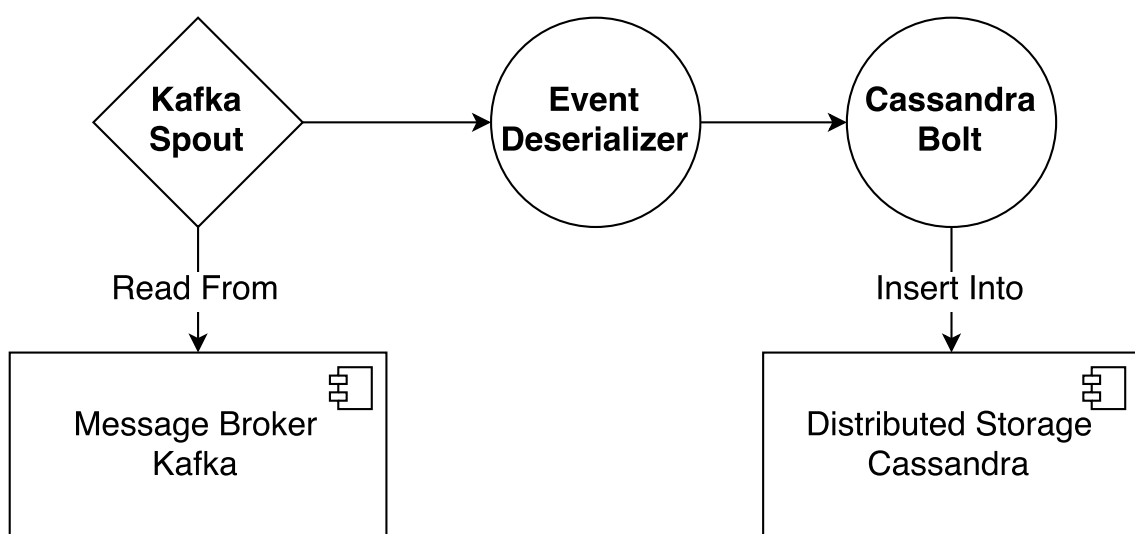 Kafka
Spout
Event
Deserializer
Cassandra
Bolt
Read From
Insert Into
Message Broker
Kafka
Distributed Storage
Cassandra